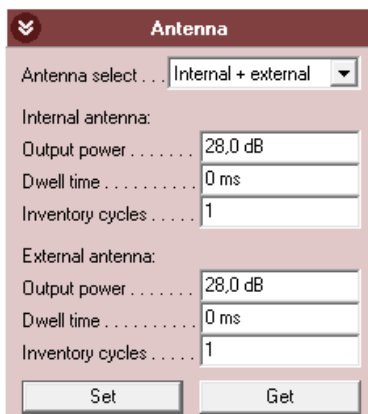 Antenna
Antenna select . . . Internal + external
Internal antenna:
Output power . . . . . . . 28,0 dB
Dwell time . . . . . . . . . . 0 ms
Inventory cycles . . . . . 1
External antenna:
Output power . . . . . . . 28,0 dB
Dwell time . . . . . . . . . . 0 ms
Inventory cycles . . . . . 1
Set Get